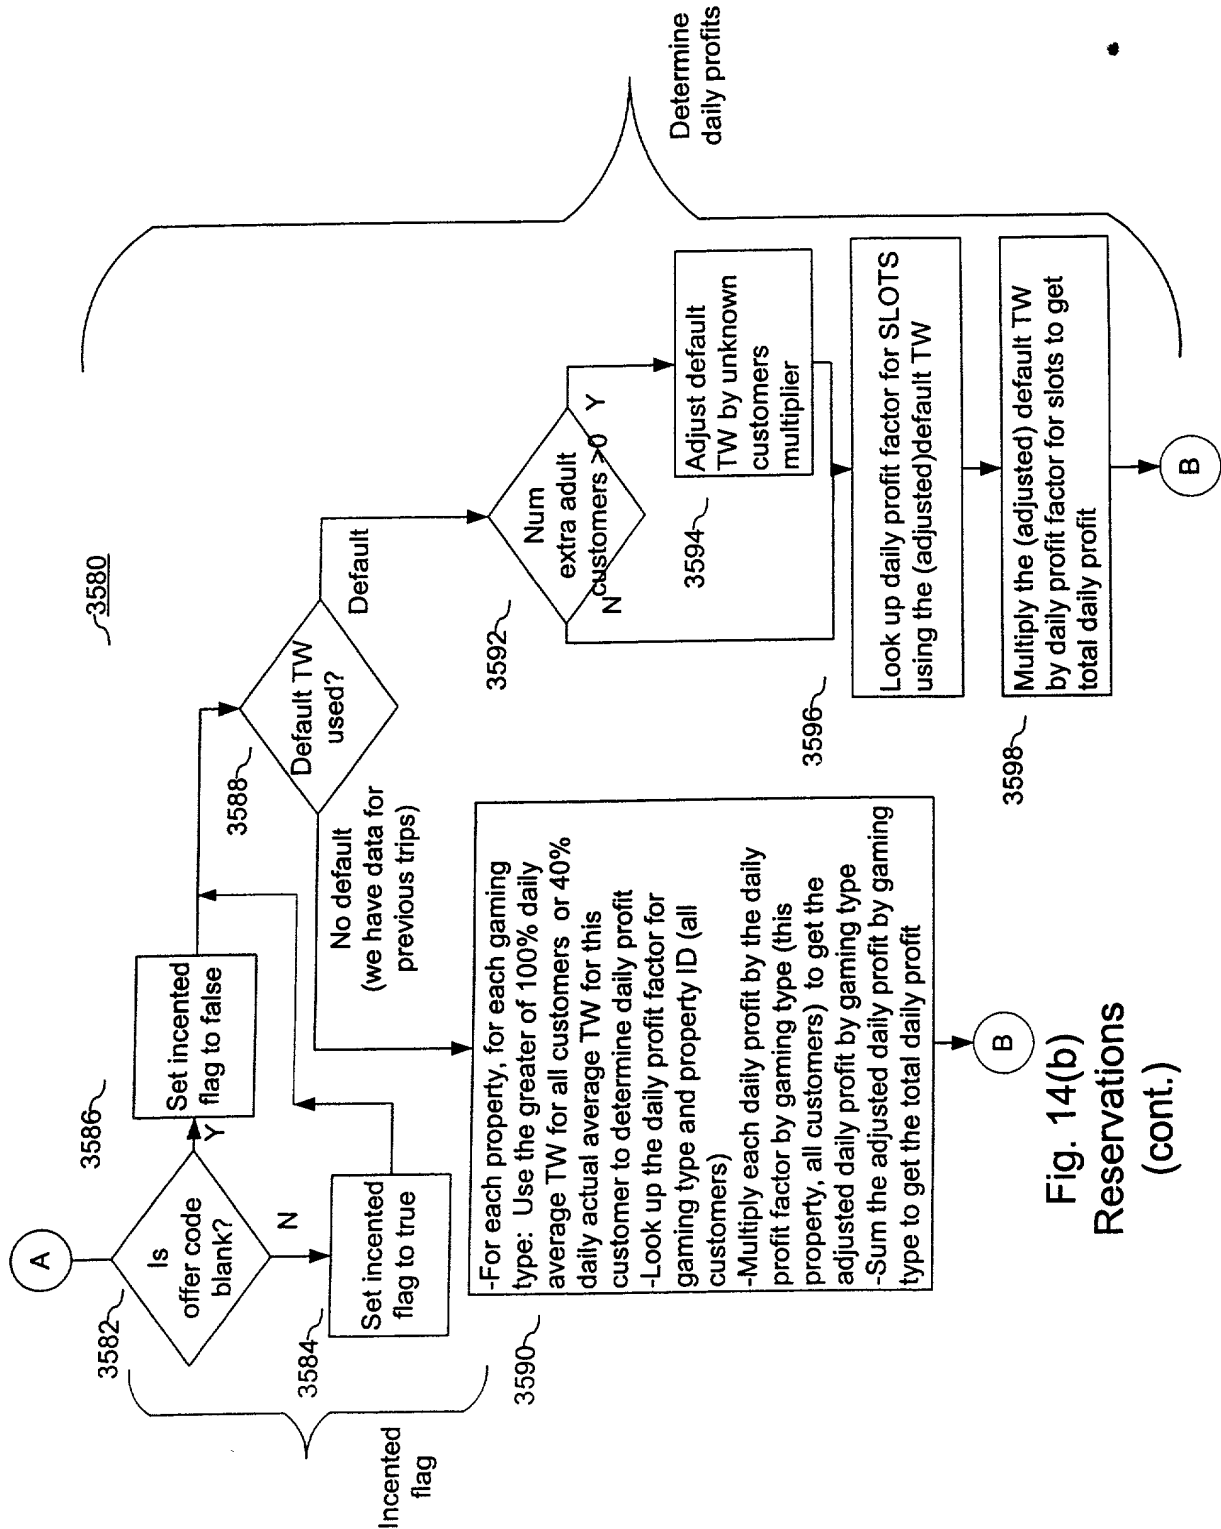 3580
A
3582
Is
offer code
blank?
Y
N
3586
Set incented
flag to false
3584
Set incented
flag to true
Incented
flag
3588
Default TW
used?
Default
No default
(we have data for
previous trips)
3590
-For each property, for each gaming
type: Use the greater of 100% daily
average TW for all customers or 40%
daily actual average TW for this
customer to determine daily profit
-Look up the daily profit factor for
gaming type and property ID (all
customers)
-Multiply each daily profit by the daily
profit factor by gaming type (this
property, all customers) to get the
adjusted daily profit by gaming type
-Sum the adjusted daily profit by gaming
type to get the total daily profit
B
3592
Num
extra adult
customers >0
Y
N
3594
Adjust default
TW by unknown
customers
multiplier
3596
Look up daily profit factor for SLOTS
using the (adjusted)default TW
3598
Multiply the (adjusted) default TW
by daily profit factor for slots to get
total daily profit
B
Determine
daily profits
Fig. 14(b)
Reservations
(cont.)